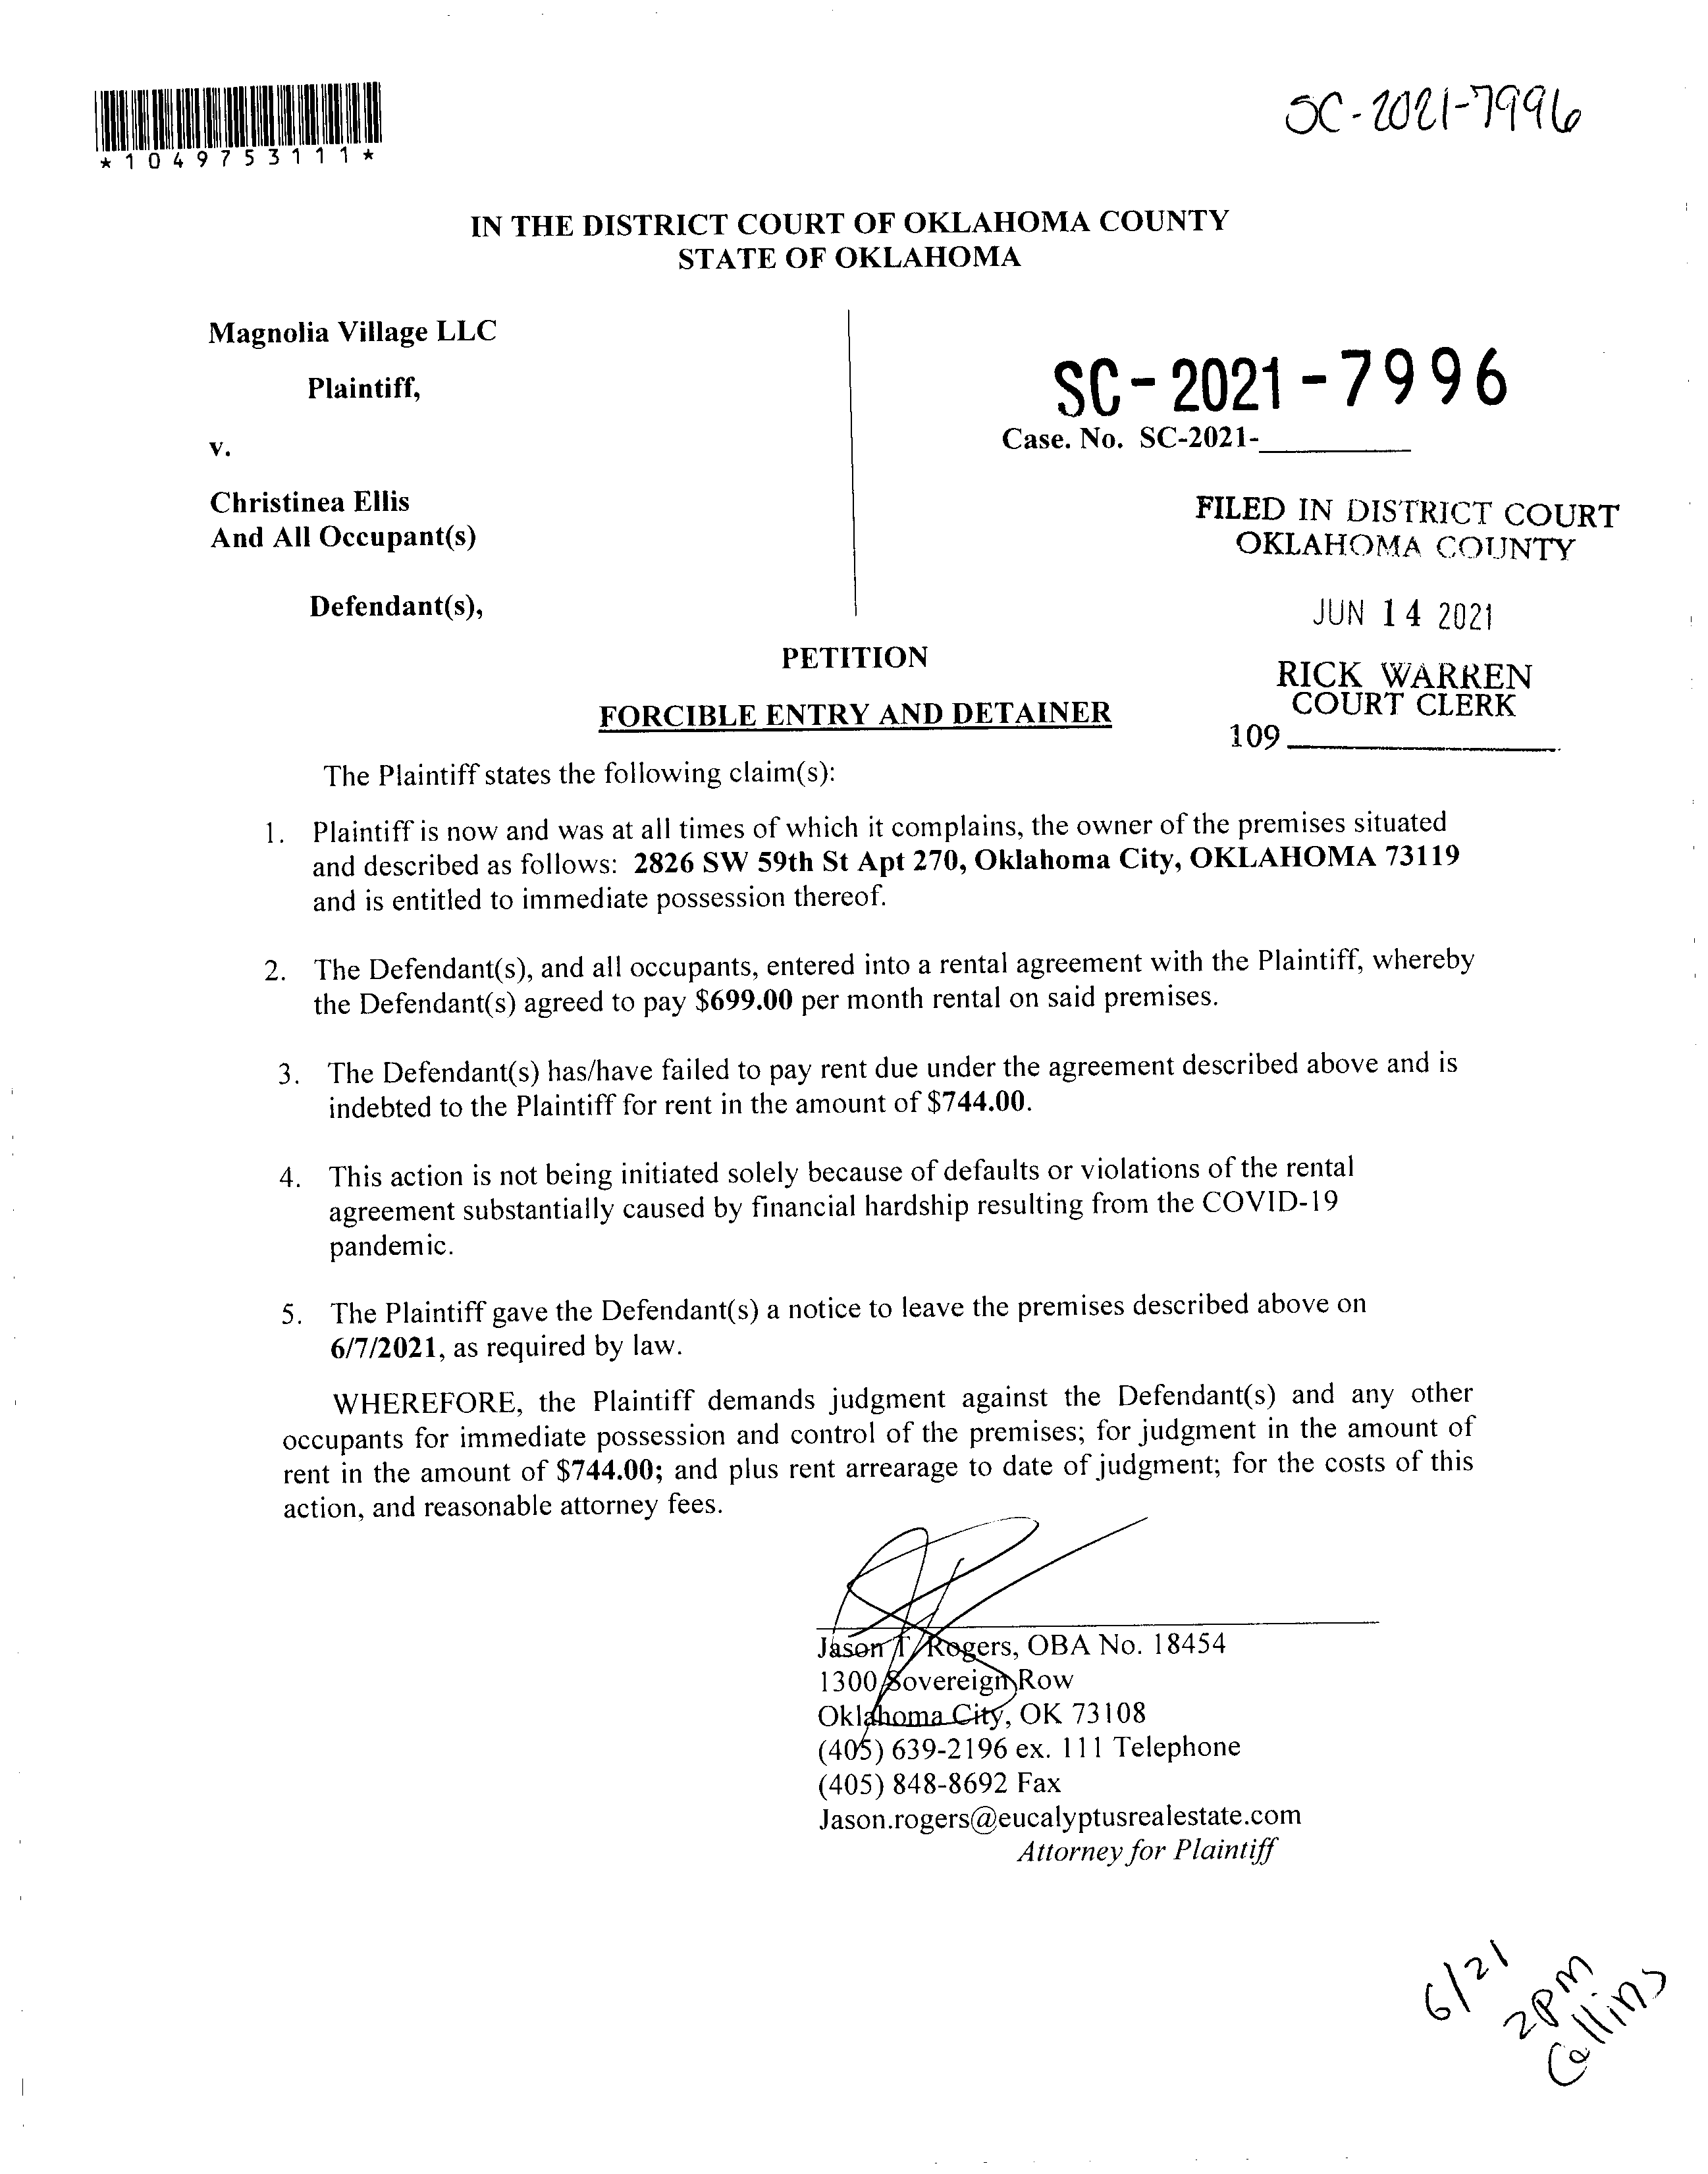 SC-2021-7996
*1049753111*
IN THE DISTRICT COURT OF OKLAHOMA COUNTY
STATE OF OKLAHOMA
Magnolia Village LLC
Plaintiff,
v.
Christinea Ellis
And All Occupant(s)
Defendant(s),
SC-2021-7996
Case. No. SC-2021-__________
FILED IN DISTRICT COURT
OKLAHOMA COUNTY
JUN 14 2021
RICK WARREN
COURT CLERK
109
PETITION
FORCIBLE ENTRY AND DETAINER
The Plaintiff states the following claim(s):
1. Plaintiff is now and was at all times of which it complains, the owner of the premises situated
and described as follows: 2826 SW 59th St Apt 270, Oklahoma City, OKLAHOMA 73119
and is entitled to immediate possession thereof.
2. The Defendant(s), and all occupants, entered into a rental agreement with the Plaintiff, whereby
the Defendant(s) agreed to pay $699.00 per month rental on said premises.
3. The Defendant(s) has/have failed to pay rent due under the agreement described above and is
indebted to the Plaintiff for rent in the amount of $744.00.
4. This action is not being initiated solely because of defaults or violations of the rental
agreement substantially caused by financial hardship resulting from the COVID-19
pandemic.
5. The Plaintiff gave the Defendant(s) a notice to leave the premises described above on
6/7/2021, as required by law.
WHEREFORE, the Plaintiff demands judgment against the Defendant(s) and any other
occupants for immediate possession and control of the premises; for judgment in the amount of
rent in the amount of $744.00; and plus rent arrearage to date of judgment; for the costs of this
action, and reasonable attorney fees.
Jason T. Rogers, OBA No. 18454
1300 Sovereign Row
Oklahoma City, OK 73108
(405) 639-2196 ex. 111 Telephone
(405) 848-8692 Fax
Jason.rogers@eucalyptusrealestate.com
Attorney for Plaintiff
6/21
2pm
Collins